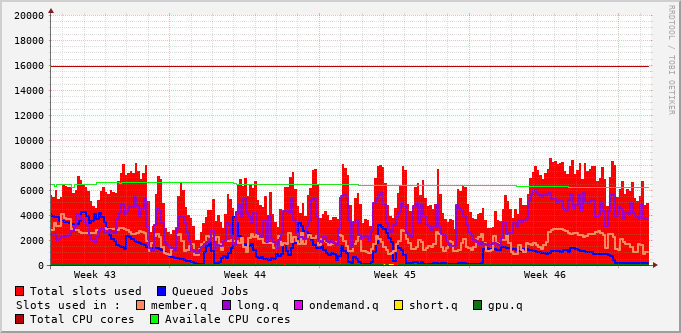 20000
18000
16000
14000
12000
10000
8000
6000
4000
2000
0
Week 43 Week 44 Week 45 Week 46
Total slots used Queued Jobs
Slots used in : member.q long.q ondemand.q short.q gpu.q
Total CPU cores Availale CPU cores
RRDTOOL / TOBI OETIKER